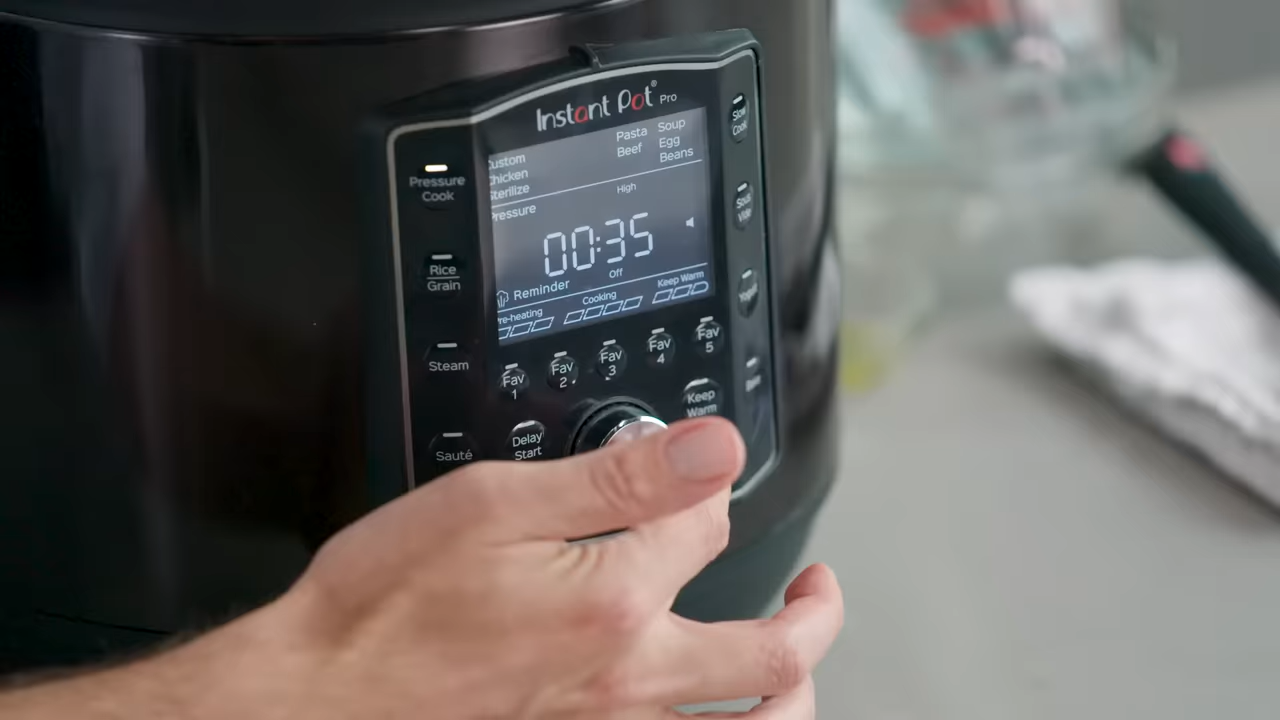 Instant Pot® Pro
Pressure
Cook
Rice
Grain
Steam
Sauté
ustom
hicken
Sterilize
Pasta
Beef
Soup
Egg
Beans
Pressure
High
00:35
Off
Reminder
Pre-heating
Cooking
Keep Warm
Fav
1
Fav
2
Fav
3
Fav
4
Fav
5
Delay
Start
Keep
Warm
Slow
Cook
Sous
Vide
Yogurt